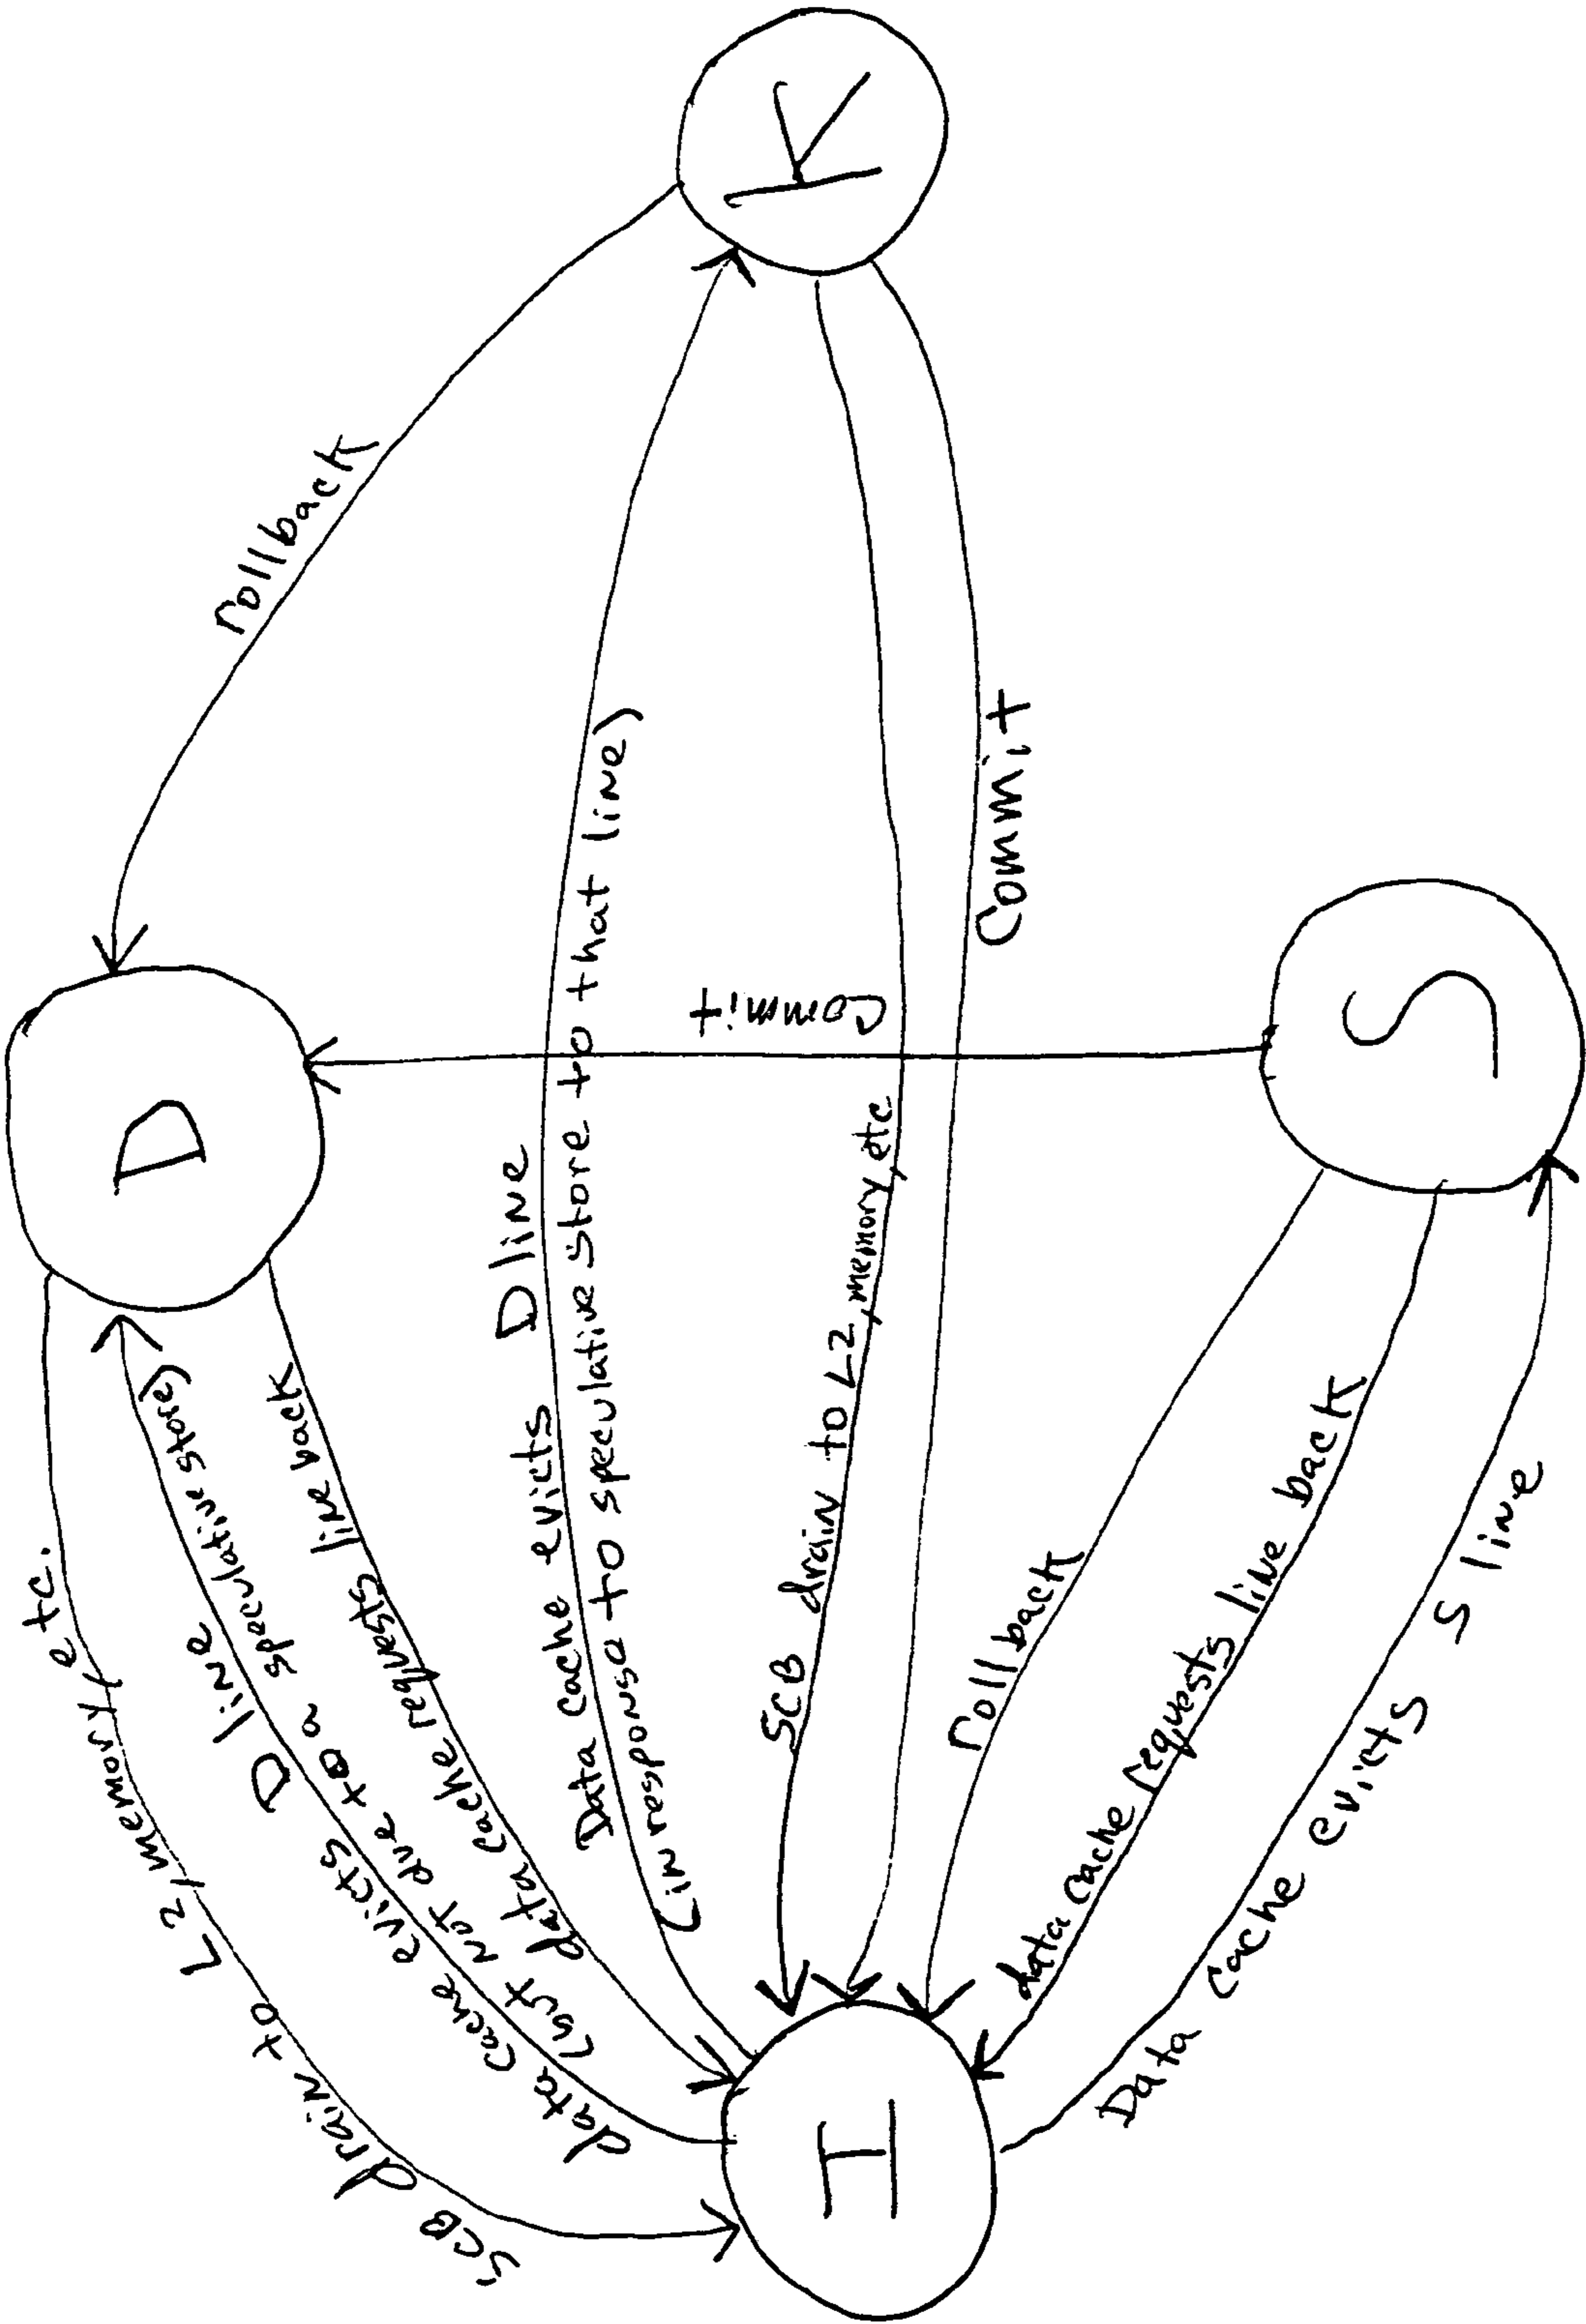 I
D
K
S
SCB drain to L2, memory, etc.
data cache evicts D line
(but not due to a speculative store)
data cache requests line back
rollback
Data cache evicts D line
(in response to speculative store to that line)
SCB drain to L2, memory, etc
Commit
Commit
rollback
data cache requests line back
Data cache evicts S line